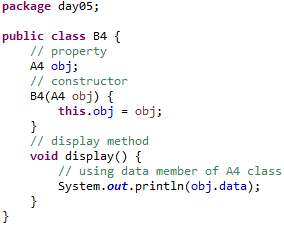 package day05;
public class B4 {
// property
A4 obj;
// constructor
B4(A4 obj) {
this.obj = obj;
}
// display method
void display() {
// using data member of A4 class
System.out.println(obj.data);
}
}